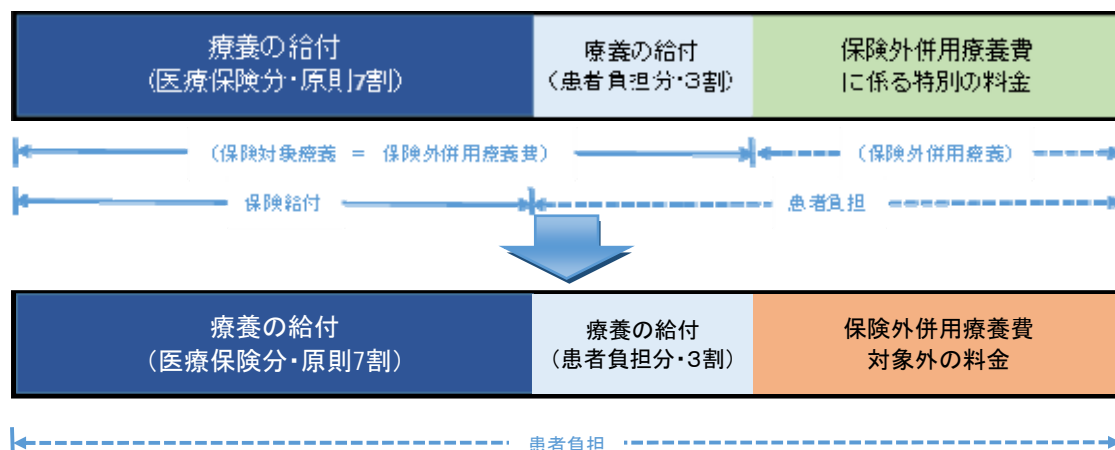 療養の給付
(医療保険分・原則7割)
療養の給付
(患者負担分・3割)
保険外併用療養費
に係る特別の料金
(保険対象療養 = 保険外併用療養費)
(保険外併用療養)
保険給付
患者負担
療養の給付
(医療保険分・原則7割)
療養の給付
(患者負担分・3割)
保険外併用療養費
対象外の料金
患者負担